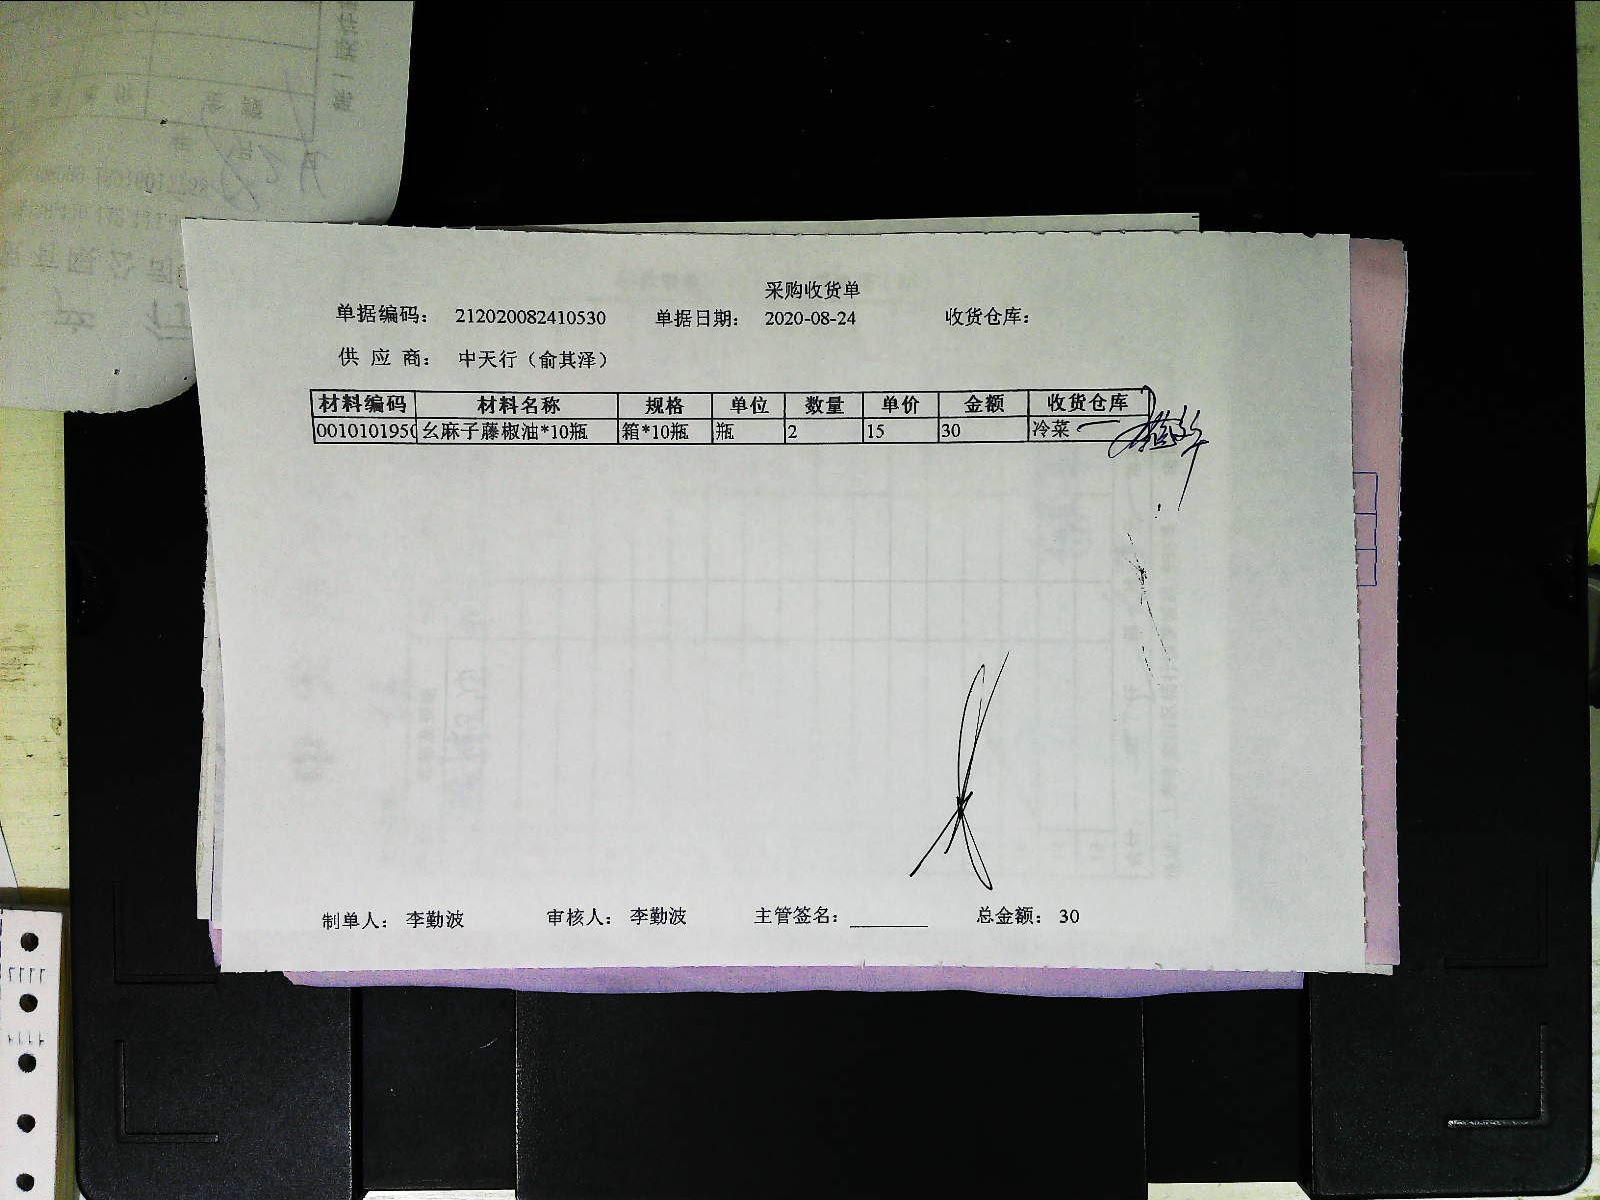 采购收货单
单据编码： 212020082410530 单据日期： 2020-08-24 收货仓库：
供 应 商： 中天行（俞其泽）
材料编码 材料名称 规格 单位 数量 单价 金额 收货仓库
001010195 幺麻子藤椒油*10瓶 箱*10瓶 瓶 2 15 30 冷菜
制单人： 李勤波 审核人： 李勤波 主管签名： 总金额： 30